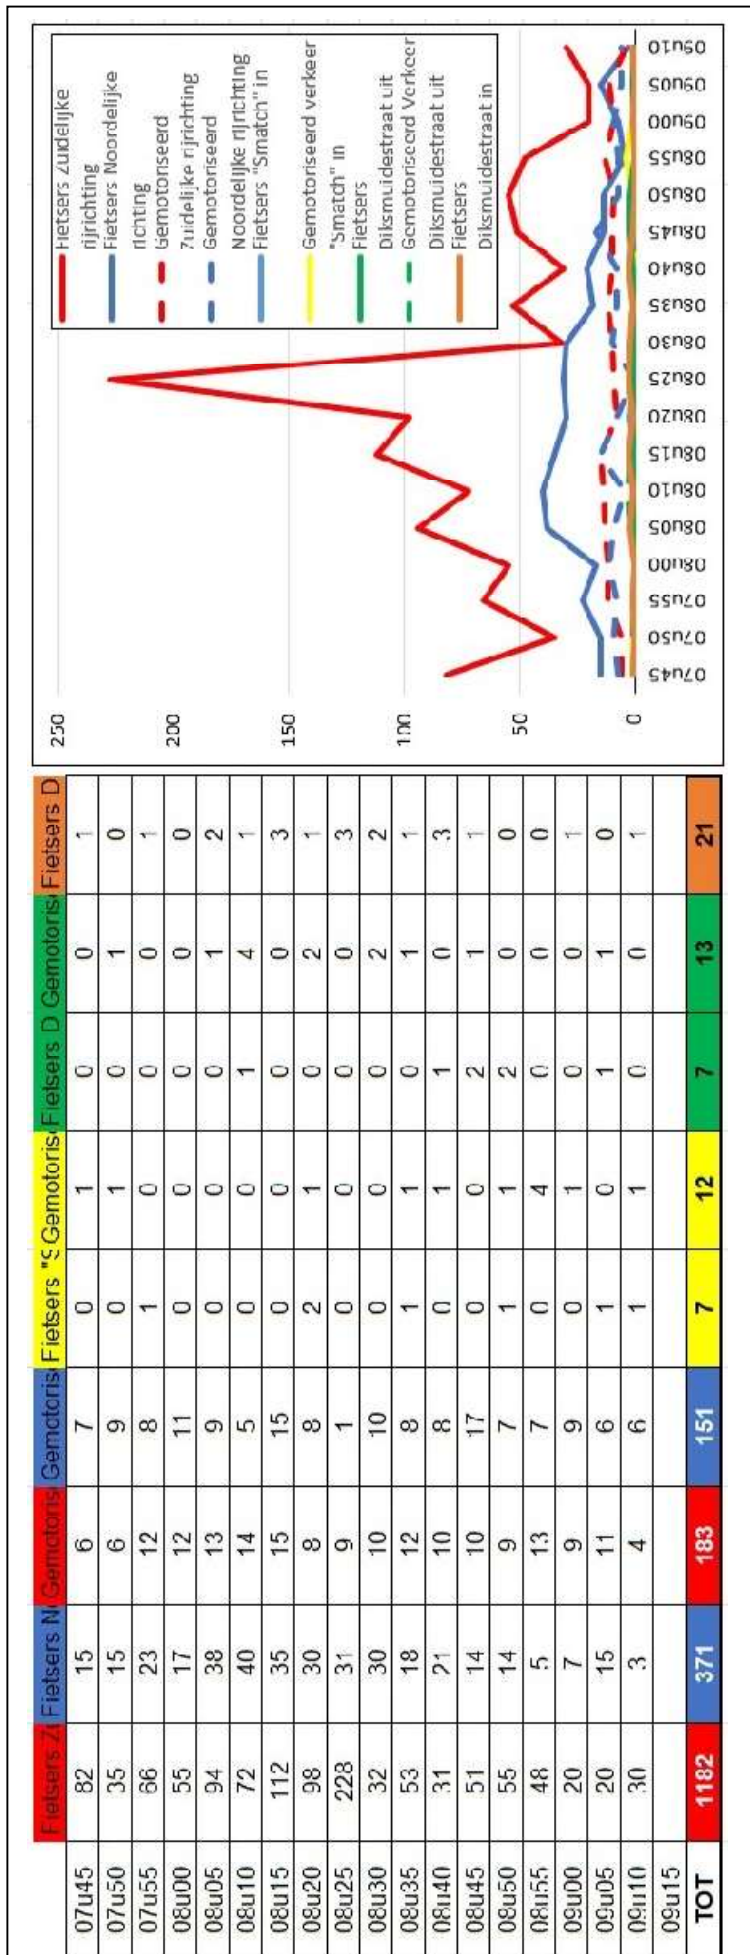 Fietsers Zu Fietsers No Gemotoris Gemotoris Fietsers "S Gemotoris Fietsers D Gemotoris Fietsers D
07u45 82 15 6 7 0 1 0 0 1
07u50 35 15 6 9 0 1 0 1 0
07u55 66 23 12 8 1 0 0 0 1
08u00 55 17 12 11 0 0 0 0 0
08u05 94 38 13 9 0 0 0 1 2
08u10 72 40 14 5 0 0 1 4 1
08u15 112 35 15 15 0 0 0 0 3
08u20 98 30 8 8 2 1 0 2 1
08u25 228 31 9 1 0 0 0 0 3
08u30 32 30 10 10 0 0 0 2 2
08u35 53 18 12 8 1 1 0 1 1
08u40 31 21 10 8 0 1 1 0 3
08u45 51 14 10 17 0 0 2 1 1
08u50 55 14 9 7 1 1 2 0 0
08u55 48 5 13 7 0 4 0 0 0
09u00 20 7 9 9 0 1 0 0 1
09u05 20 15 11 6 1 0 1 1 0
09u10 30 3 4 6 1 1 0 0 1
09u15
TOT 1182 371 183 151 7 12 7 13 21
250
200
150
100
50
0
07u45 07u50 07u55 08u00 08u05 08u10 08u15 08u20 08u25 08u30 08u35 08u40 08u45 08u50 08u55 09u00 09u05 09u10
Fietsers Zuidelijke
rijrichting
Fietsers Noordelijke
richting
Gemotoriseerd
Zuidelijke rijrichting
Gemotoriseerd
Noordelijke rijrichting
Fietsers "Smatch" in
Gemotoriseerd verkeer
"Smatch" in
Fietsers
Diksmuidestraat uit
Gemotoriseerd Verkeer
Diksmuidestraat uit
Fietsers
Diksmuidestraat in